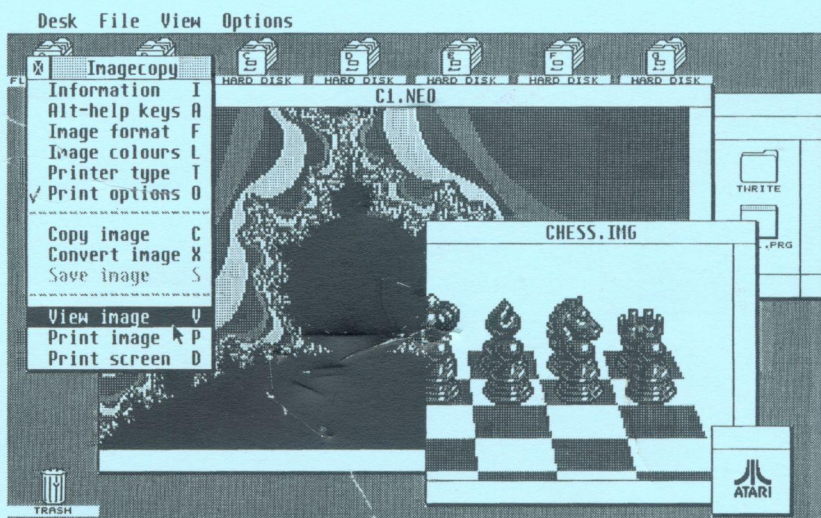 Desk File View Options
FL
HARD DISK HARD DISK HARD DISK HARD DISK HARD DISK
Imagecopy
Information I
Alt-help keys A
Image format F
Image colours L
Printer type T
✓ Print options O
Copy image C
Convert image X
Save image S
View image V
Print image P
Print screen D
C1.NEO
THRITE
.PRG
CHESS.IMG
ATARI
TRASH